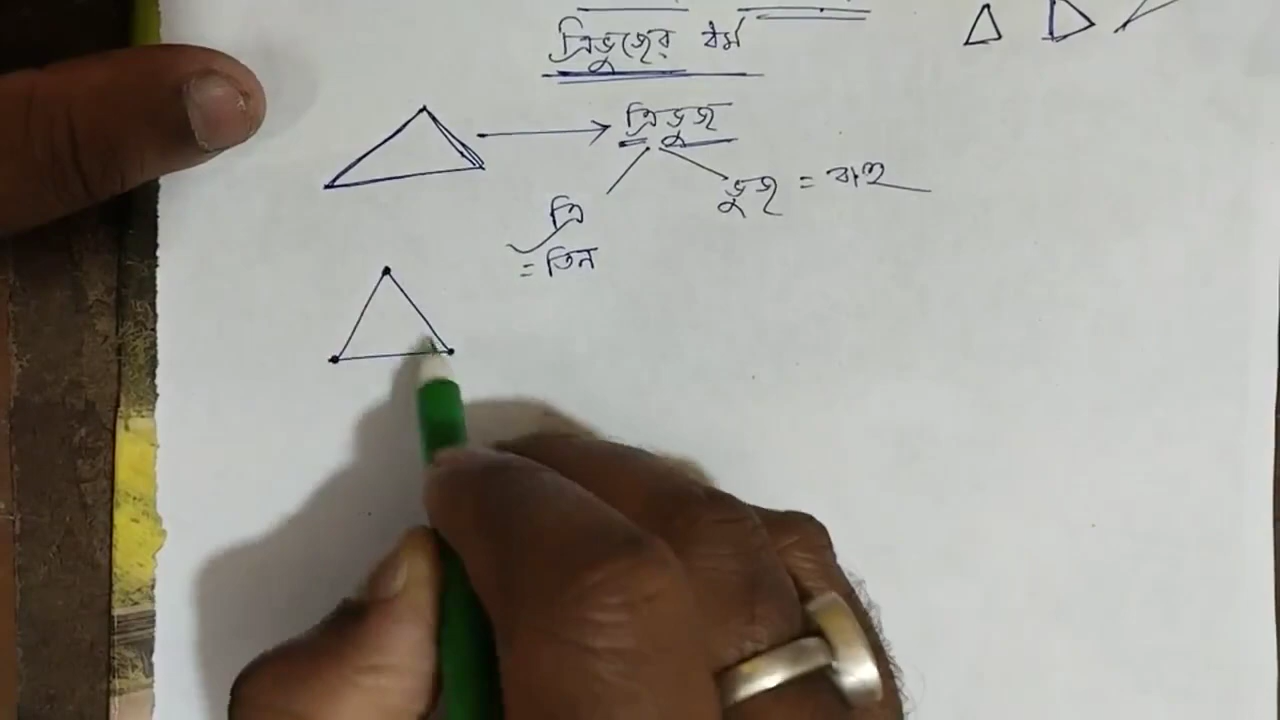 ত্রিভুজের ধর্ম
ত্রিভুজ
ত্রি
ভুজ = বাহু
= তিন